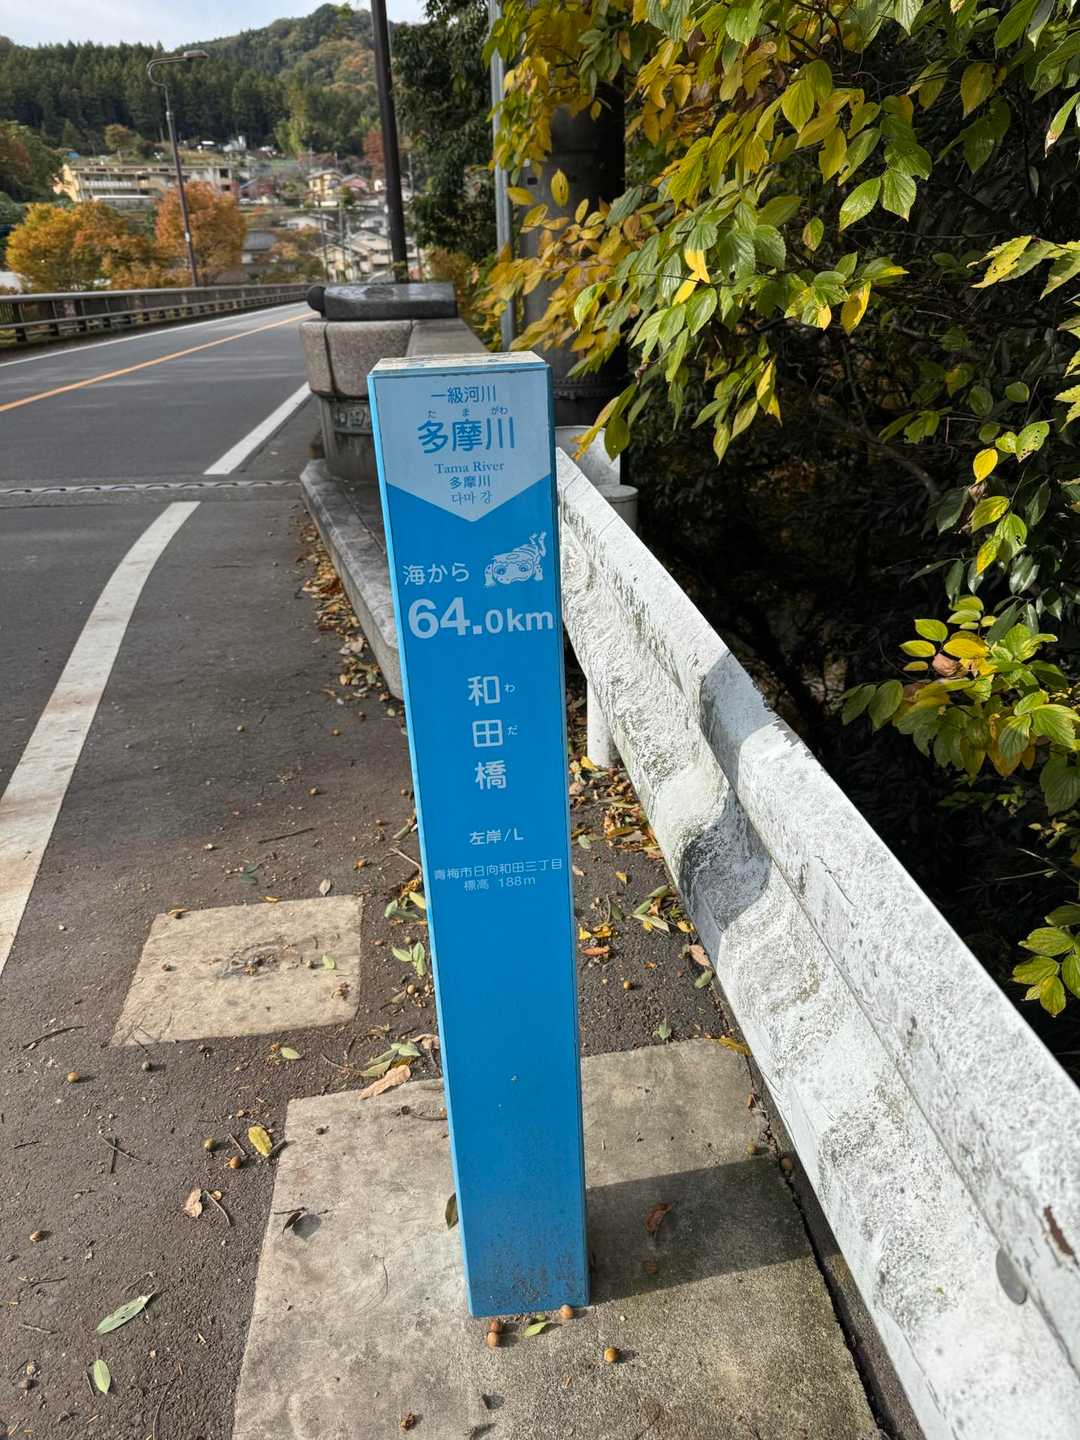 一級河川
たまがわ
多摩川
Tama River
多摩川
다마 강
海から
64.0km
和田橋
わだ
左岸/L
青梅市日向和田三丁目
標高 188m